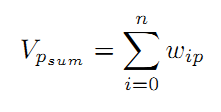 V_{p_{sum}} = \sum_{i=0}^{n} w_{ip}